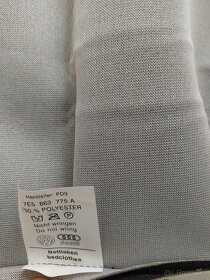 Hersteller: PD9
7E5 862 775 A
100 % POLYESTER
Nicht wringen
Do not wring
Bettlaken
bedclothes